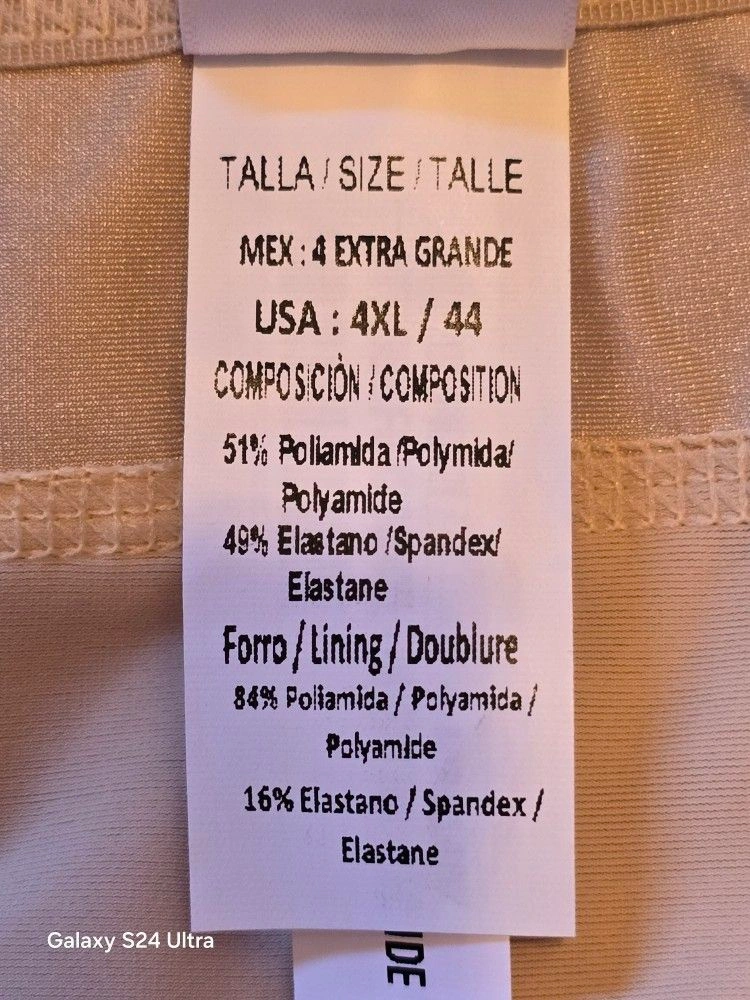 TALLA / SIZE / TALLE
MEX : 4 EXTRA GRANDE
USA : 4XL / 44
COMPOSICIÒN / COMPOSITION
51% Poliamida /Polymida/
Polyamide
49% Elastano /Spandex/
Elastane
Forro / Lining / Doublure
84% Poliamida / Polyamida /
Polyamide
16% Elastano / Spandex /
Elastane
Galaxy S24 Ultra